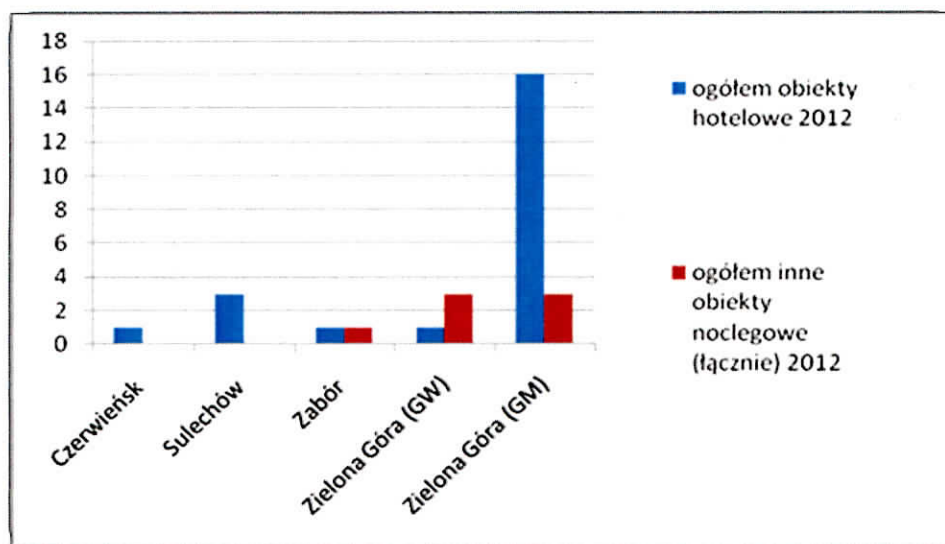 18
16
14
12
10
8
6
4
2
0
Czerwieńsk
Sulechów
Zabór
Zielona Góra (GW)
Zielona Góra (GM)
ogółem obiekty
hotelowe 2012
ogółem inne
obiekty
noclegowe
(łącznie) 2012